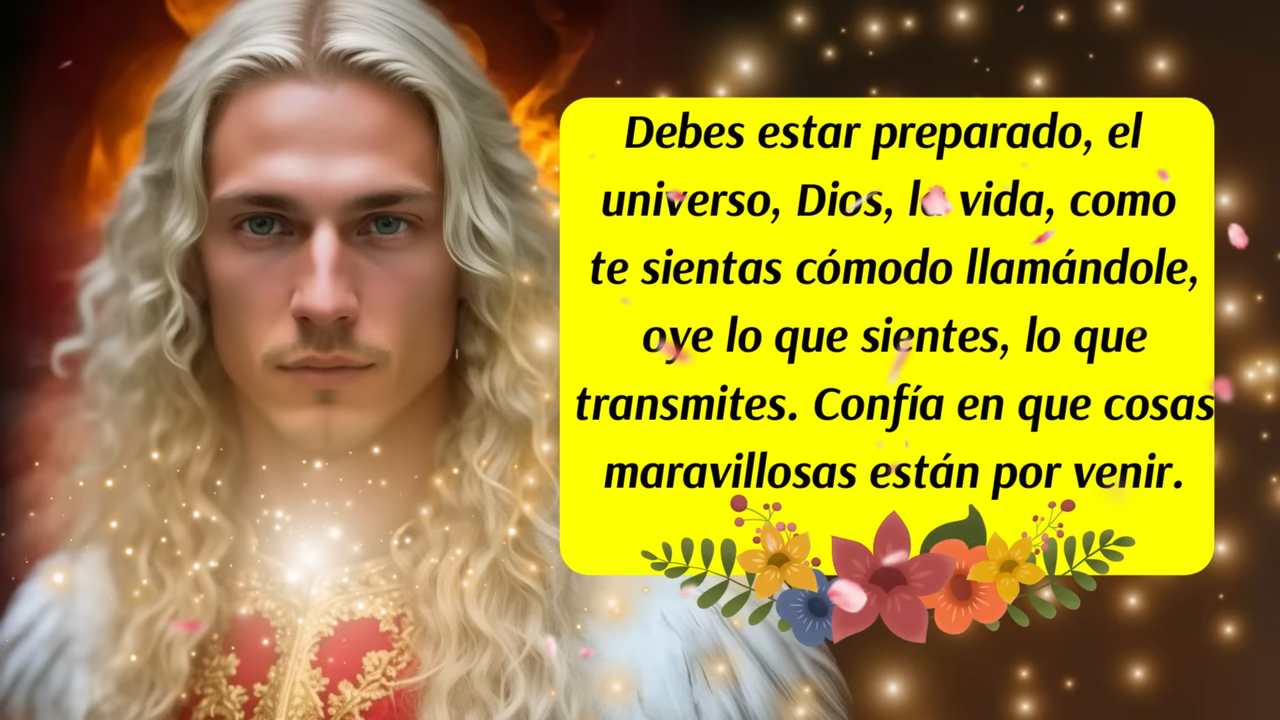 Debes estar preparado, el
universo, Dios, la vida, como
te sientas cómodo llamándole,
oye lo que sientes, lo que
transmites. Confía en que cosas
maravillosas están por venir.